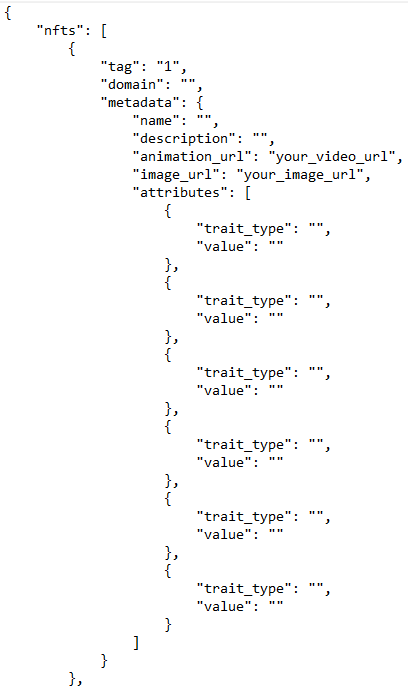 {
    "nfts": [
        {
            "tag": "1",
            "domain": "",
            "metadata": {
                "name": "",
                "description": "",
                "animation_url": "your_video_url",
                "image_url": "your_image_url",
                "attributes": [
                    {
                        "trait_type": "",
                        "value": ""
                    },
                    {
                        "trait_type": "",
                        "value": ""
                    },
                    {
                        "trait_type": "",
                        "value": ""
                    },
                    {
                        "trait_type": "",
                        "value": ""
                    },
                    {
                        "trait_type": "",
                        "value": ""
                    },
                    {
                        "trait_type": "",
                        "value": ""
                    }
                ]
            }
        },